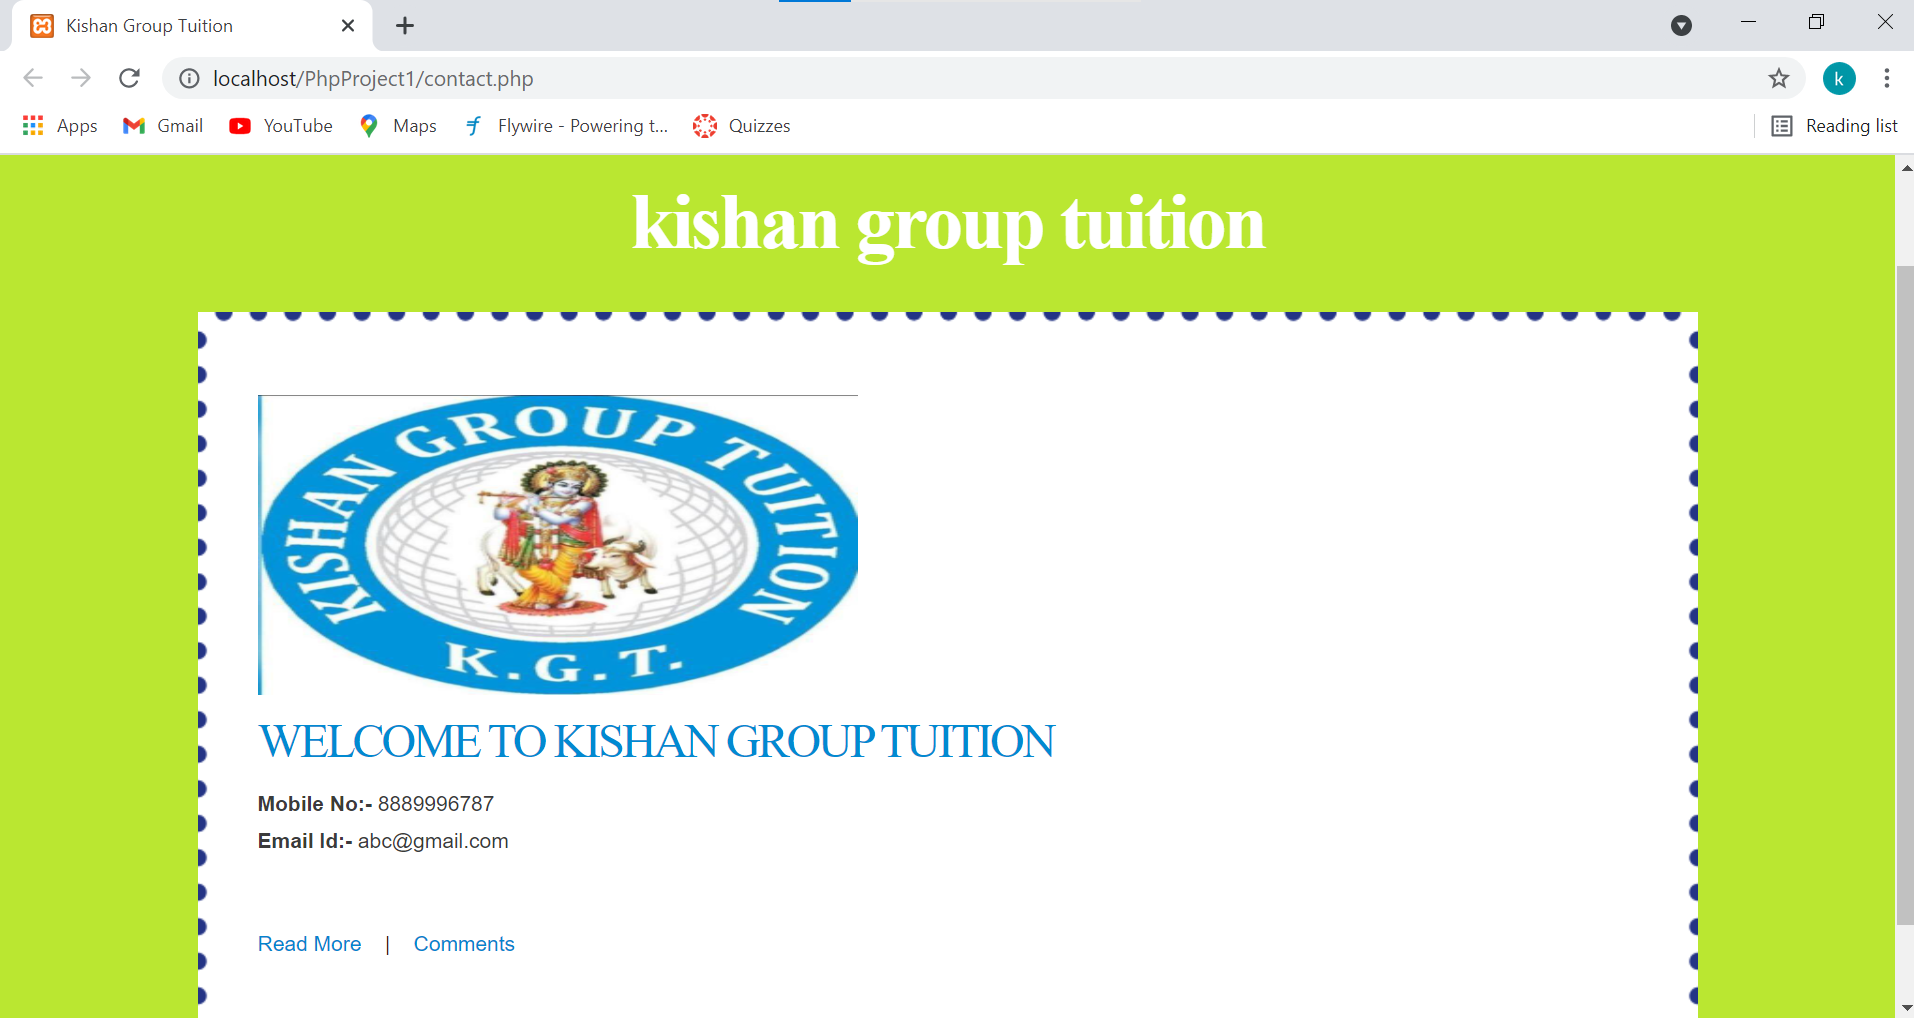 Kishan Group Tuition
localhost/PhpProject1/contact.php
k
Apps
Gmail
YouTube
Maps
Flywire - Powering t...
Quizzes
Reading list
kishan group tuition
KISHAN GROUP TUITION
K.G.T.
WELCOME TO KISHAN GROUP TUITION
Mobile No:- 8889996787
Email Id:- abc@gmail.com
Read More | Comments